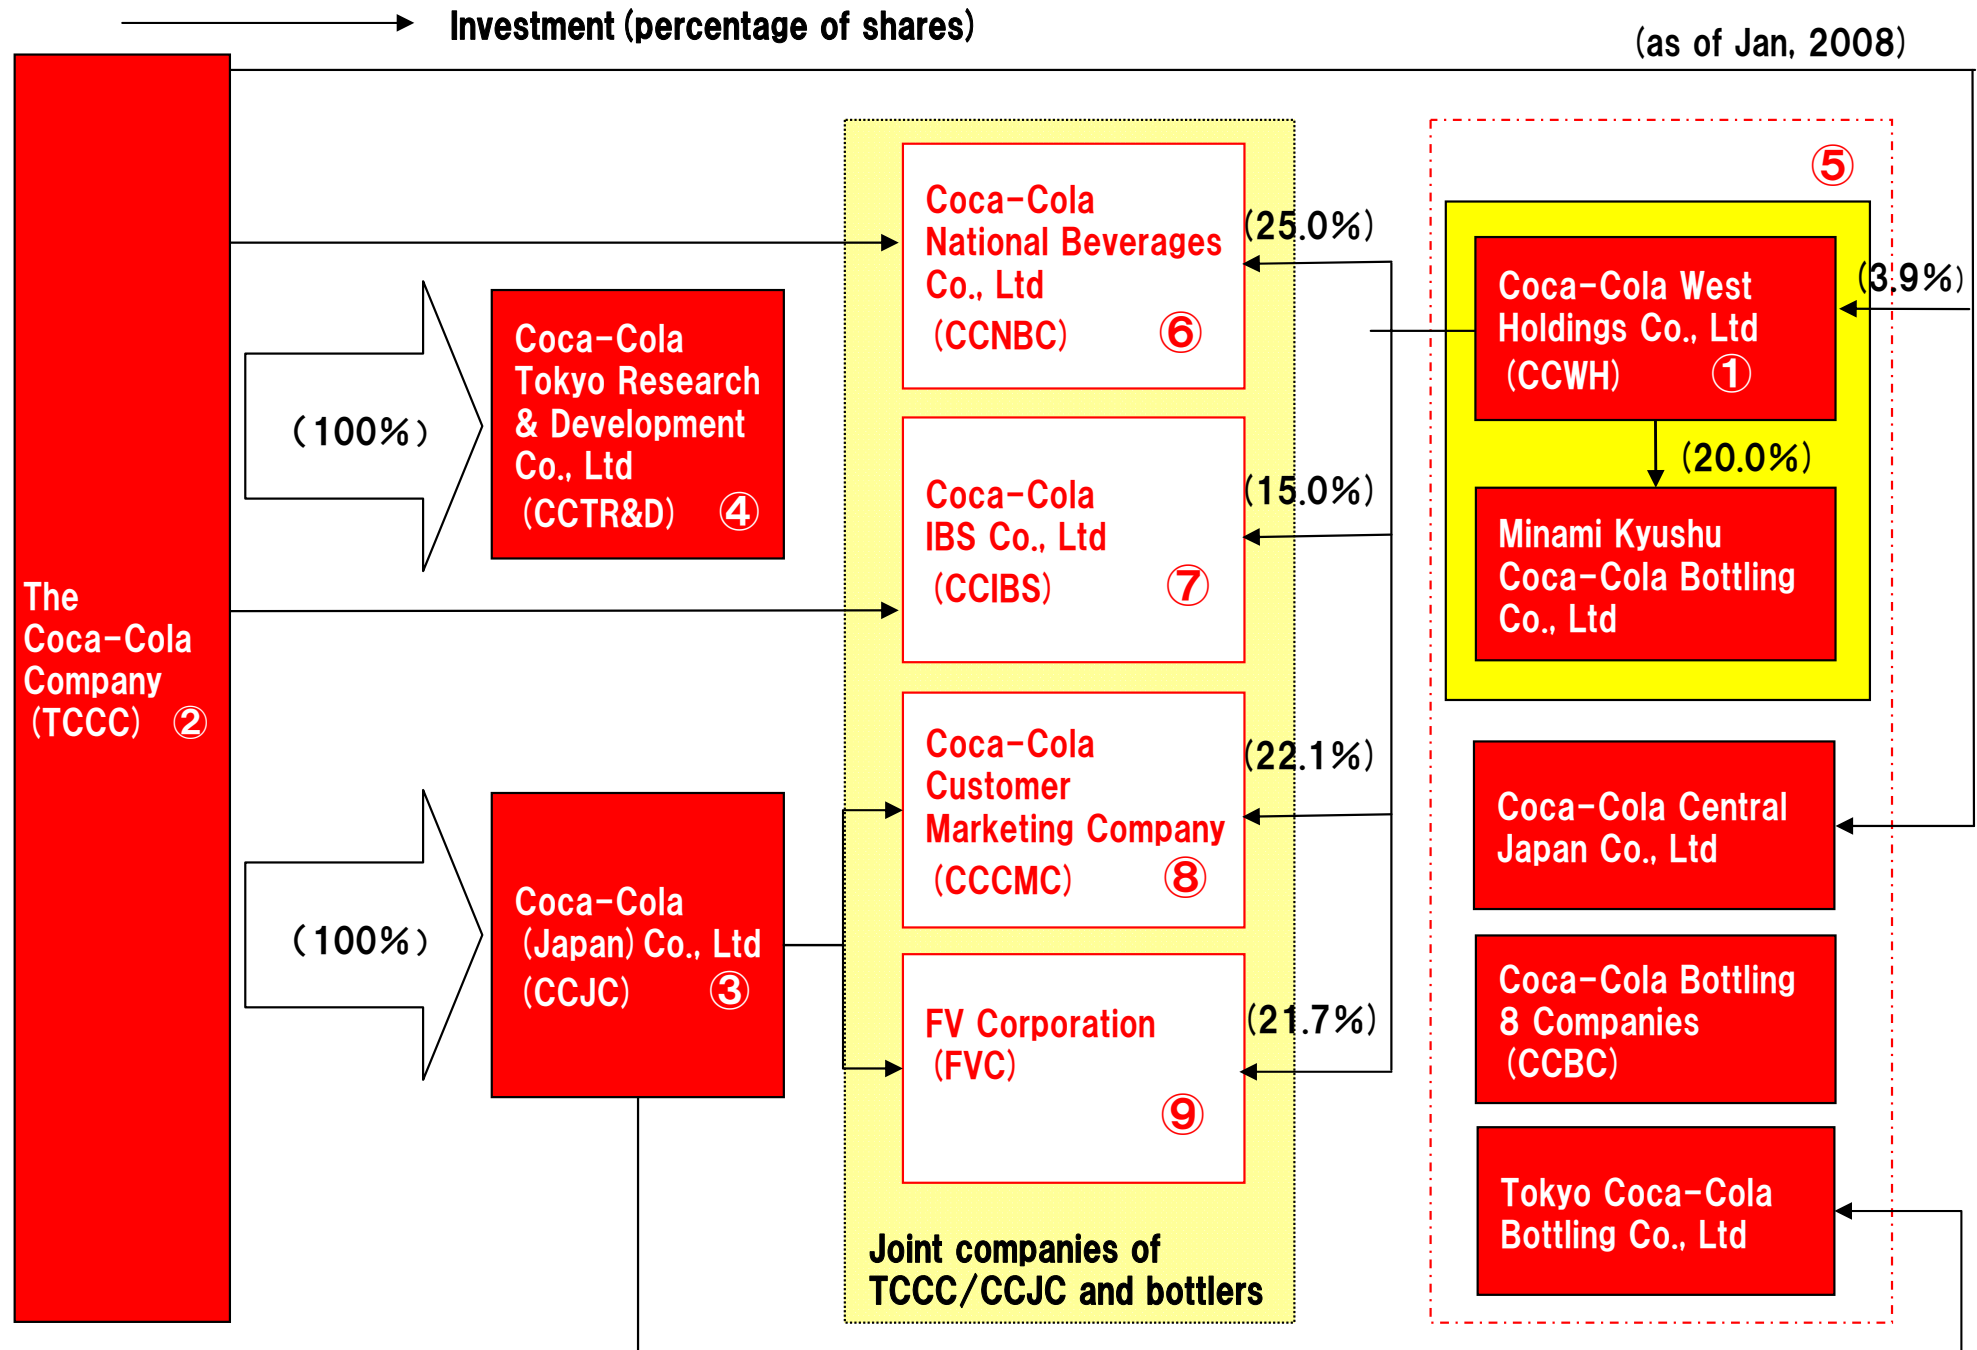 Investment (percentage of shares)
(as of Jan, 2008)
The
Coca-Cola
Company
(TCCC) ②
(100%)
Coca-Cola
Tokyo Research
& Development
Co., Ltd
(CCTR&D) ④
(100%)
Coca-Cola
(Japan) Co., Ltd
(CCJC) ③
Coca-Cola
National Beverages
Co., Ltd
(CCNBC) ⑥
(25.0%)
Coca-Cola
IBS Co., Ltd
(CCIBS) ⑦
(15.0%)
Coca-Cola
Customer
Marketing Company
(CCCMC) ⑧
(22.1%)
FV Corporation
(FVC)
⑨
(21.7%)
Joint companies of
TCCC/CCJC and bottlers
⑤
Coca-Cola West
Holdings Co., Ltd
(CCWH) ①
(3.9%)
(20.0%)
Minami Kyushu
Coca-Cola Bottling
Co., Ltd
Coca-Cola Central
Japan Co., Ltd
Coca-Cola Bottling
8 Companies
(CCBC)
Tokyo Coca-Cola
Bottling Co., Ltd